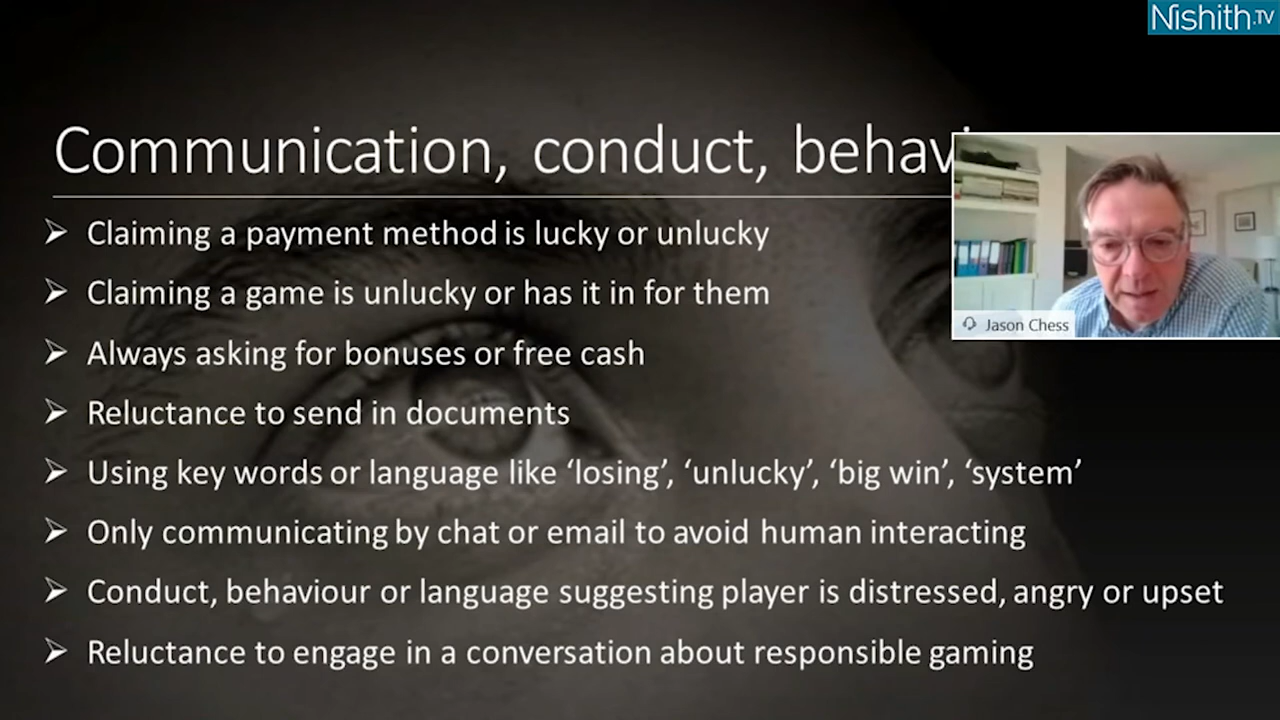 Nishith.TV
Communication, conduct, behav
Claiming a payment method is lucky or unlucky
Claiming a game is unlucky or has it in for them
Always asking for bonuses or free cash
Jason Chess
Reluctance to send in documents
Using key words or language like ‘losing’, ‘unlucky’, ‘big win’, ‘system’
Only communicating by chat or email to avoid human interacting
Conduct, behaviour or language suggesting player is distressed, angry or upset
Reluctance to engage in a conversation about responsible gaming